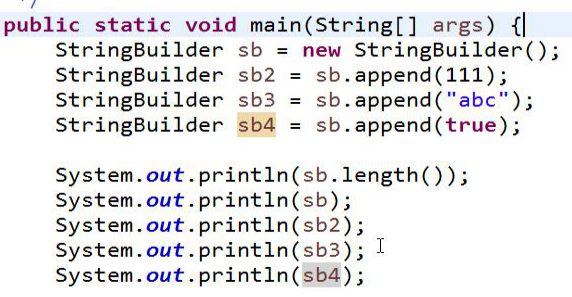 */
public static void main(String[] args) {
    StringBuilder sb = new StringBuilder();
    StringBuilder sb2 = sb.append(111);
    StringBuilder sb3 = sb.append("abc");
    StringBuilder sb4 = sb.append(true);

    System.out.println(sb.length());
    System.out.println(sb);
    System.out.println(sb2);
    System.out.println(sb3);
    System.out.println(sb4);